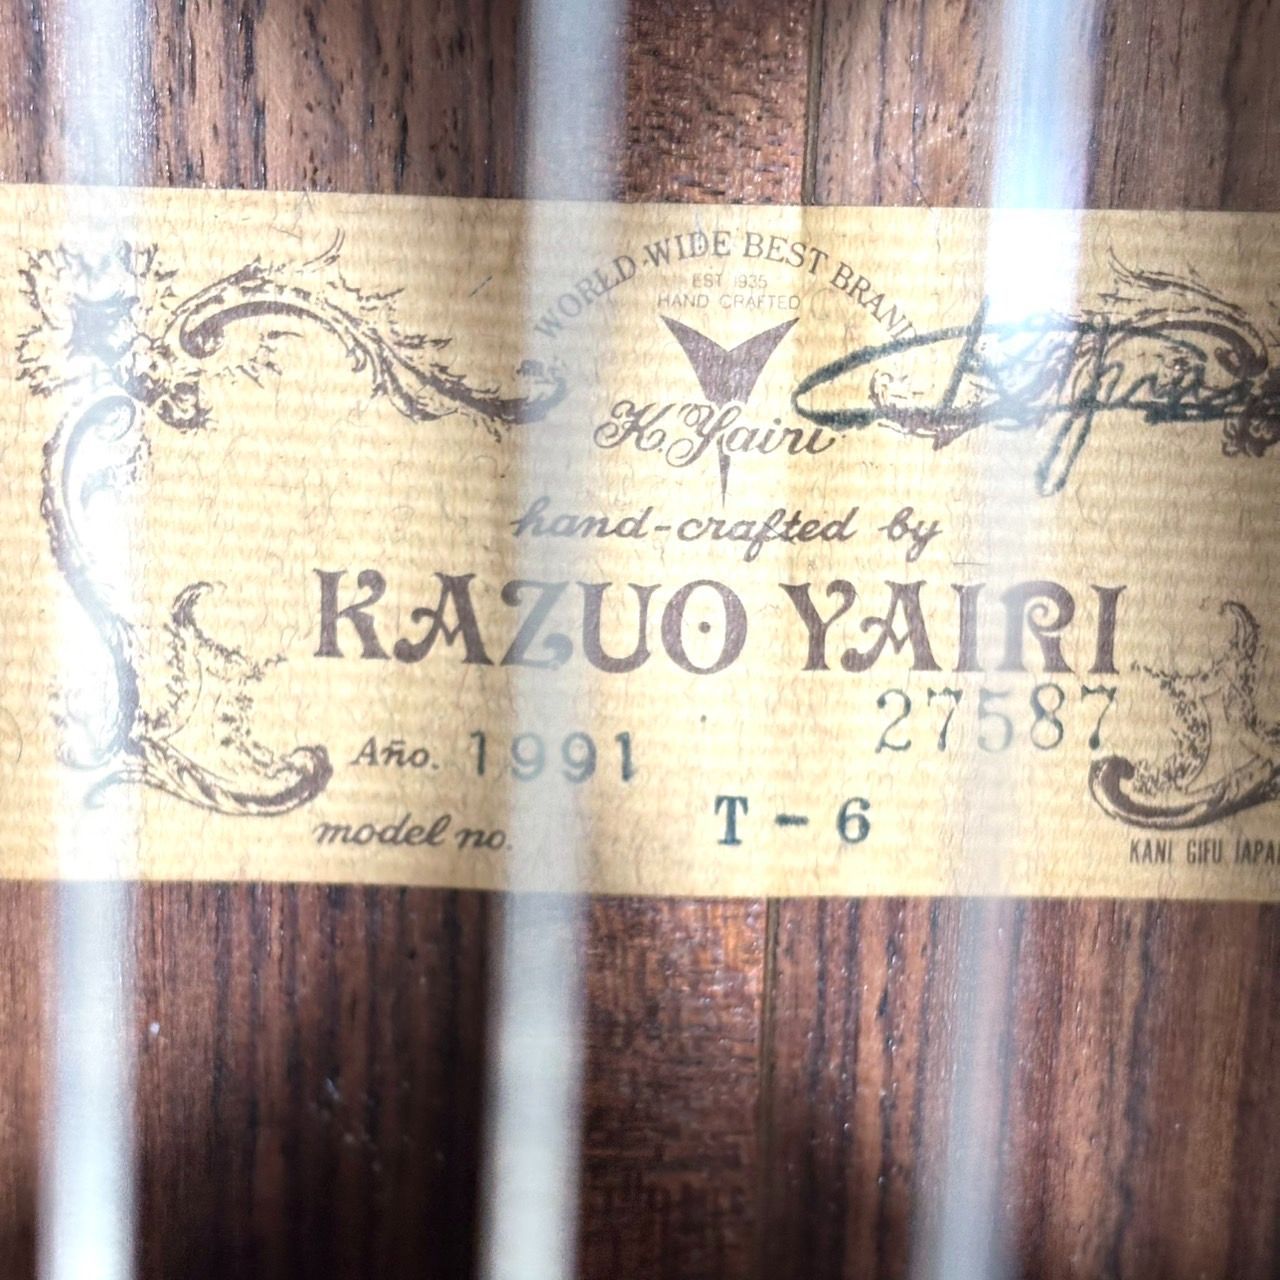 WORLD-WIDE BEST BRAND
EST 1935
HAND CRAFTED
K.Yairi
hand-crafted by
KAZUO YAIRI
27587
Año. 1991
T-6
model no.
KANI GIFU JAPAN